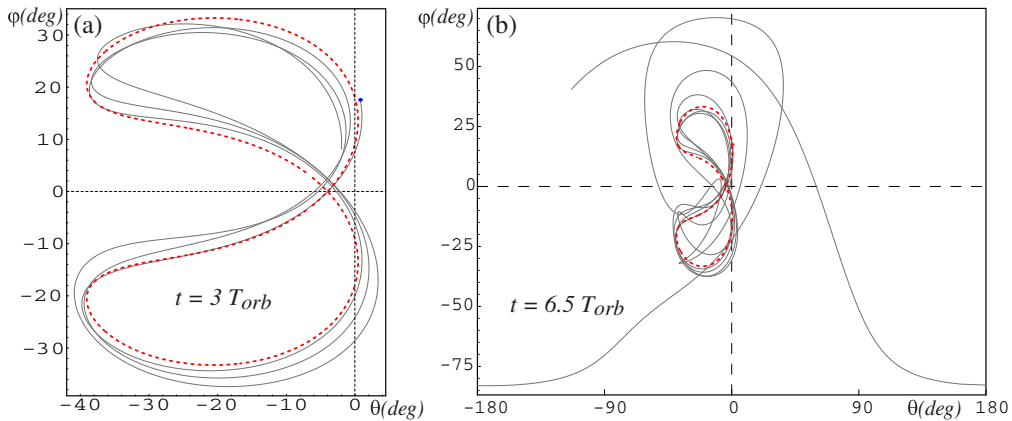 φ(deg) (a)
30
20
10
0
−10
−20
−30
t = 3 Torb
−40 −30 −20 −10 0 θ(deg)
φ(deg) (b)
50
25
0
−25
−50
−75
t = 6.5 Torb
−180 −90 0 90 θ(deg) 180